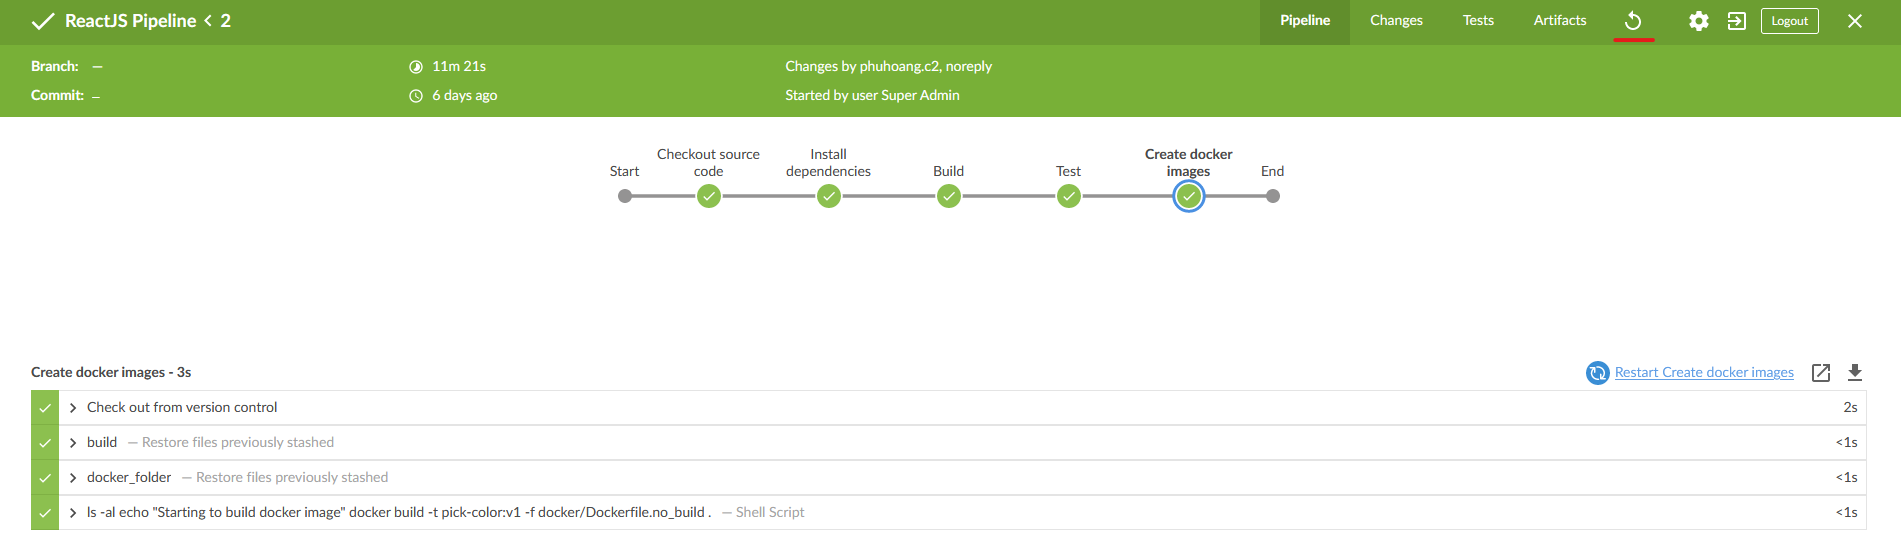 ReactJS Pipeline < 2
Pipeline Changes Tests Artifacts Logout
Branch: —
11m 21s
Changes by phuhoang.c2, noreply
Commit: —
6 days ago
Started by user Super Admin
Start
Checkout source
code
Install
dependencies
Build
Test
Create docker
images
End
Create docker images - 3s
Restart Create docker images
Check out from version control 2s
build — Restore files previously stashed <1s
docker_folder — Restore files previously stashed <1s
ls -al echo "Starting to build docker image" docker build -t pick-color:v1 -f docker/Dockerfile.no_build . — Shell Script <1s